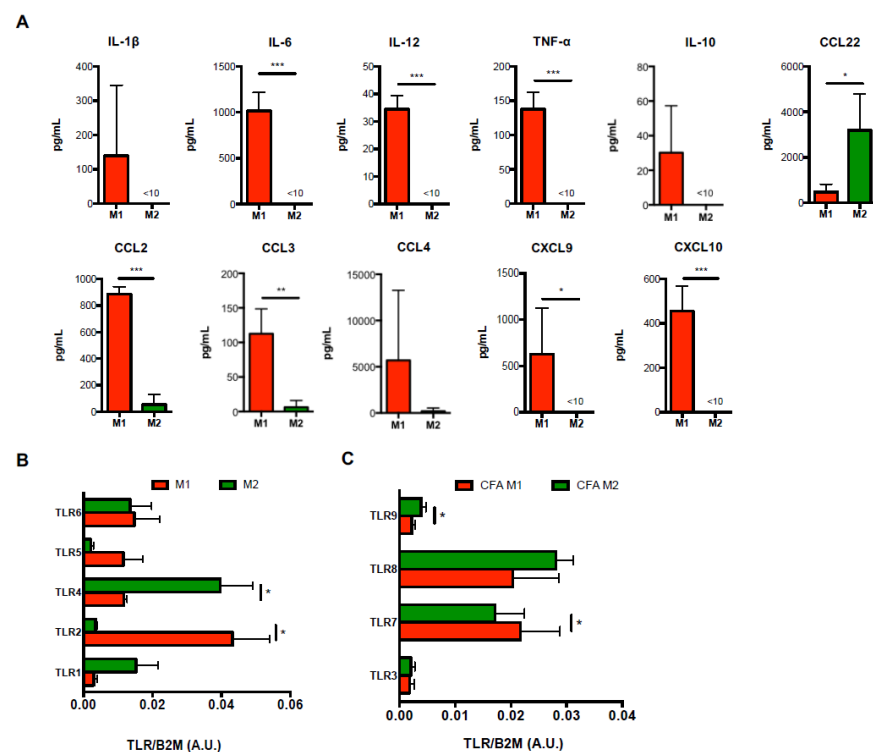 A
IL-1β IL-6 IL-12 TNF-α IL-10 CCL22
pg/mL 400 300 200 100 0 <10 M1 M2
pg/mL 1500 1000 500 0 *** <10 M1 M2
pg/mL 50 40 30 20 10 0 *** <10 M1 M2
pg/mL 200 150 100 50 0 *** <10 M1 M2
pg/mL 80 60 40 20 0 <10 M1 M2
pg/mL 6000 4000 2000 0 * M1 M2
CCL2 CCL3 CCL4 CXCL9 CXCL10
pg/mL 1000 800 600 400 200 0 *** M1 M2
pg/mL 200 150 100 50 0 ** M1 M2
pg/mL 15000 10000 5000 0 M1 M2
pg/mL 1500 1000 500 0 * <10 M1 M2
pg/mL 600 400 200 0 *** <10 M1 M2
B
M1 M2
TLR6
TLR5
TLR4 *
TLR2 *
TLR1
0.00 0.02 0.04 0.06
TLR/B2M (A.U.)
C
CFA M1 CFA M2
TLR9 *
TLR8
TLR7 *
TLR3
0.00 0.01 0.02 0.03 0.04
TLR/B2M (A.U.)